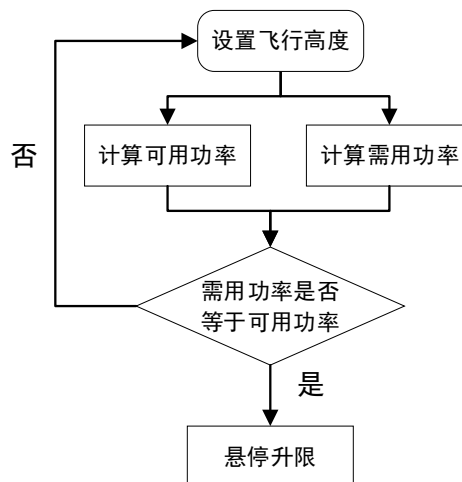 设置飞行高度
计算可用功率
计算需用功率
否
需用功率是否
等于可用功率
是
悬停升限